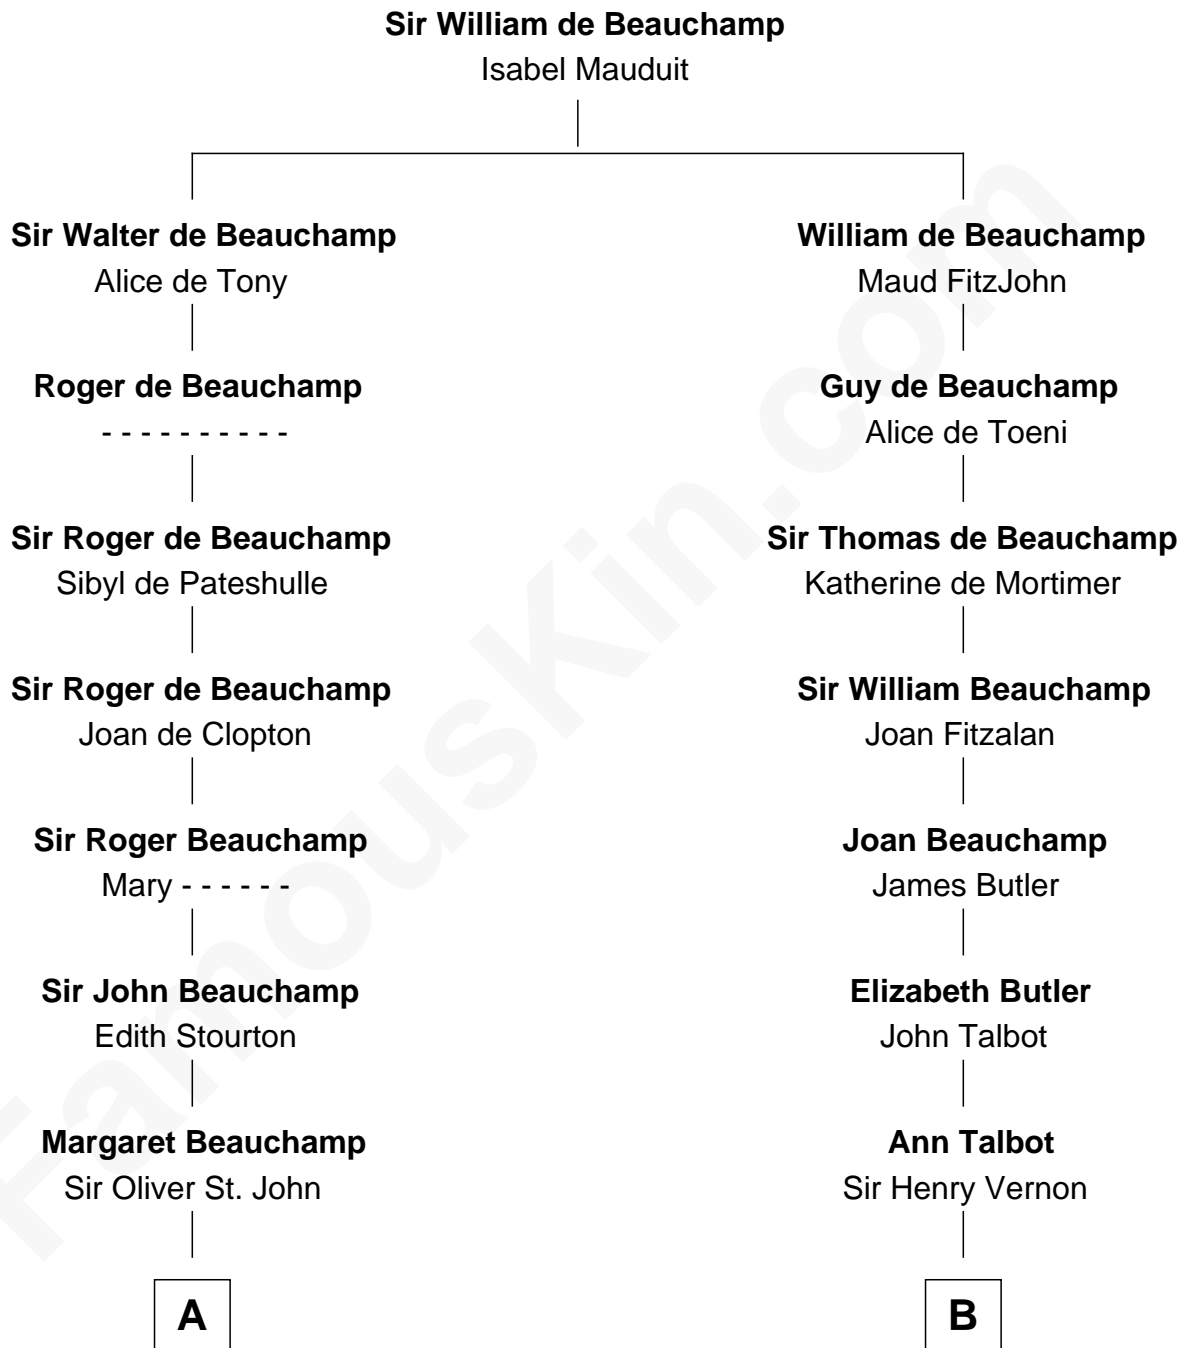 Sir William de Beauchamp
Isabel Mauduit
Sir Walter de Beauchamp
Alice de Tony
William de Beauchamp
Maud FitzJohn
Roger de Beauchamp
- - - - - - - - - -
Guy de Beauchamp
Alice de Toeni
Sir Roger de Beauchamp
Sibyl de Pateshulle
Sir Thomas de Beauchamp
Katherine de Mortimer
Sir Roger de Beauchamp
Joan de Clopton
Sir William Beauchamp
Joan Fitzalan
Sir Roger Beauchamp
Mary - - - - - -
Joan Beauchamp
James Butler
Sir John Beauchamp
Edith Stourton
Elizabeth Butler
John Talbot
Margaret Beauchamp
Sir Oliver St. John
Ann Talbot
Sir Henry Vernon
A
B
FamousKin.com